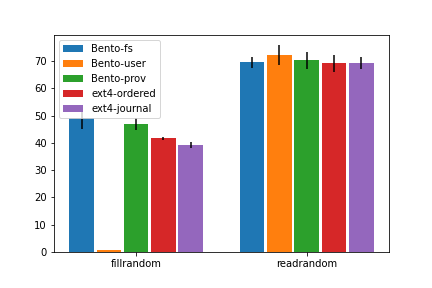 Bento-fs
Bento-user
Bento-prov
ext4-ordered
ext4-journal
70
60
50
40
30
20
10
0
fillrandom readrandom